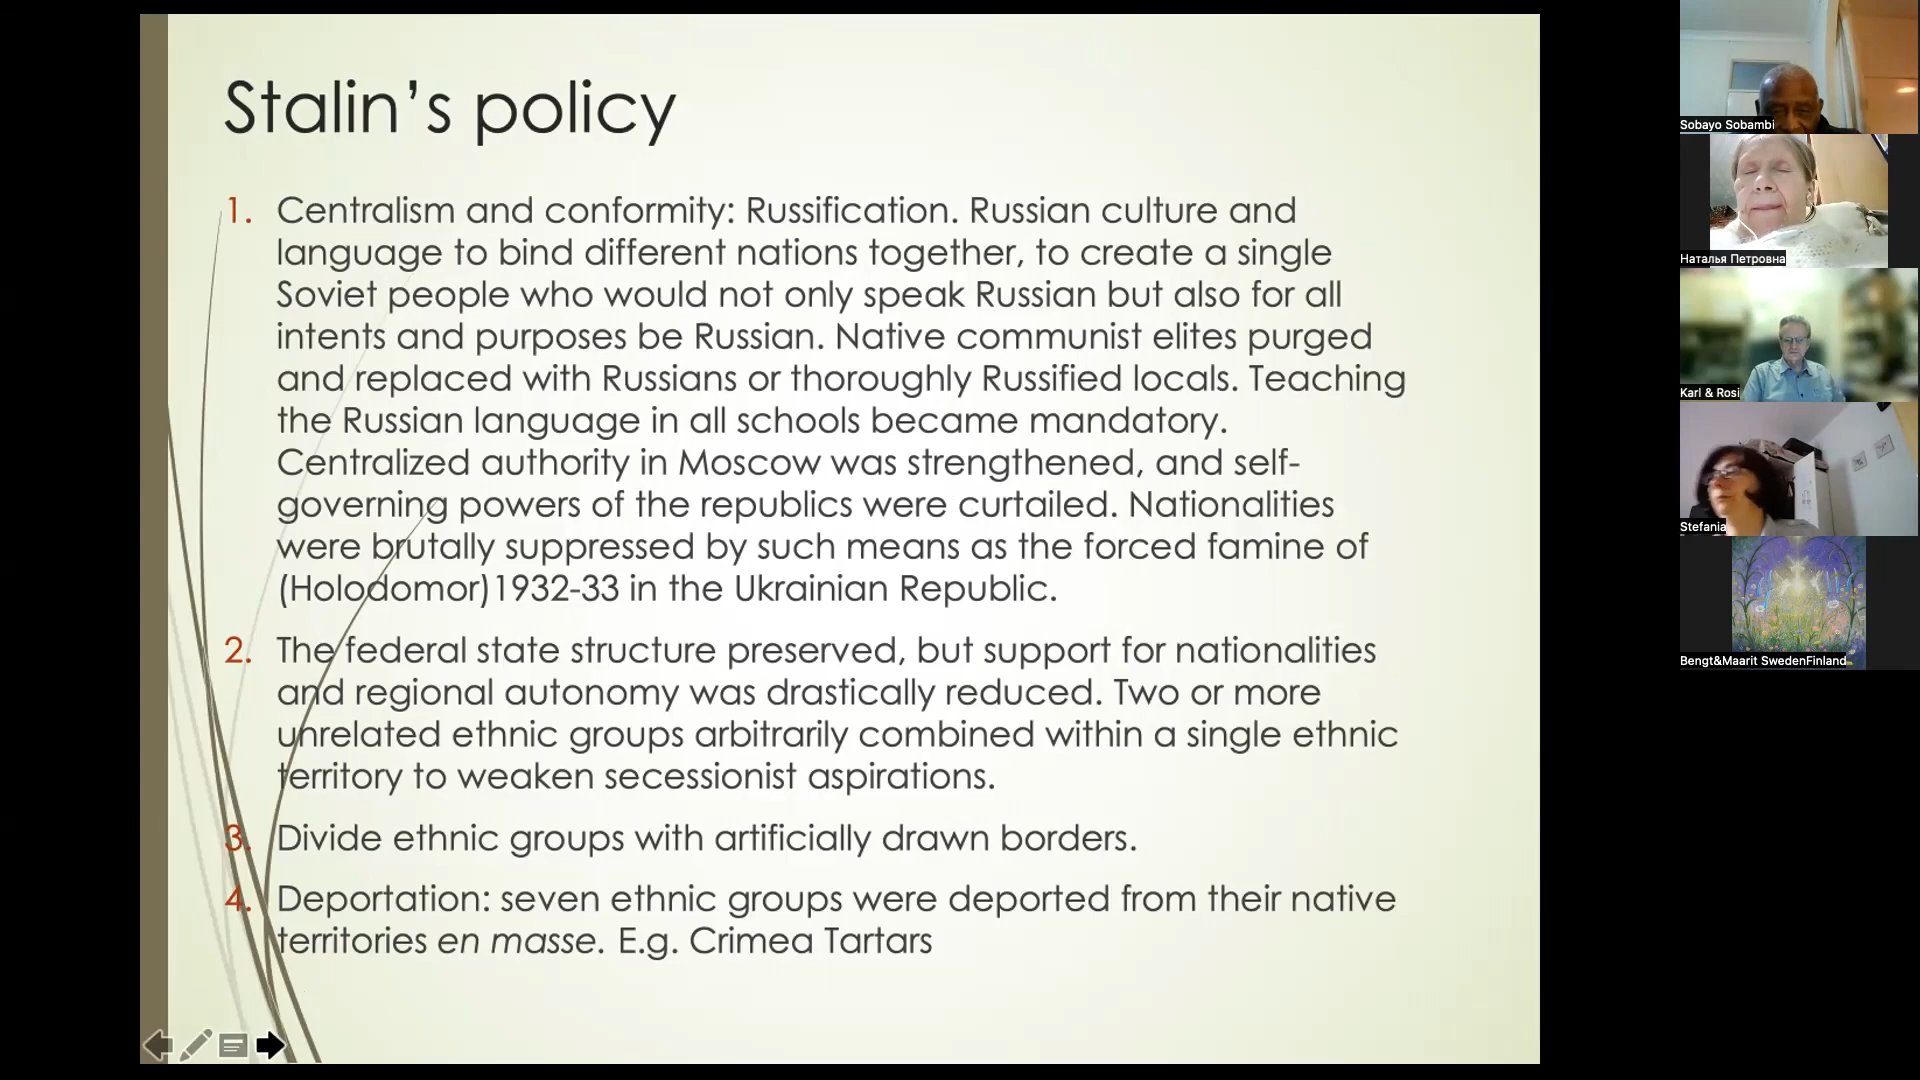 Stalin’s policy
1. Centralism and conformity: Russification. Russian culture and
language to bind different nations together, to create a single
Soviet people who would not only speak Russian but also for all
intents and purposes be Russian. Native communist elites purged
and replaced with Russians or thoroughly Russified locals. Teaching
the Russian language in all schools became mandatory.
Centralized authority in Moscow was strengthened, and self-
governing powers of the republics were curtailed. Nationalities
were brutally suppressed by such means as the forced famine of
(Holodomor)1932-33 in the Ukrainian Republic.
2. The federal state structure preserved, but support for nationalities
and regional autonomy was drastically reduced. Two or more
unrelated ethnic groups arbitrarily combined within a single ethnic
territory to weaken secessionist aspirations.
3. Divide ethnic groups with artificially drawn borders.
4. Deportation: seven ethnic groups were deported from their native
territories en masse. E.g. Crimea Tartars
Sobayo Sobambi
Наталья Петровна
Karl & Rosi
Stefania
Bengt&Maarit SwedenFinland